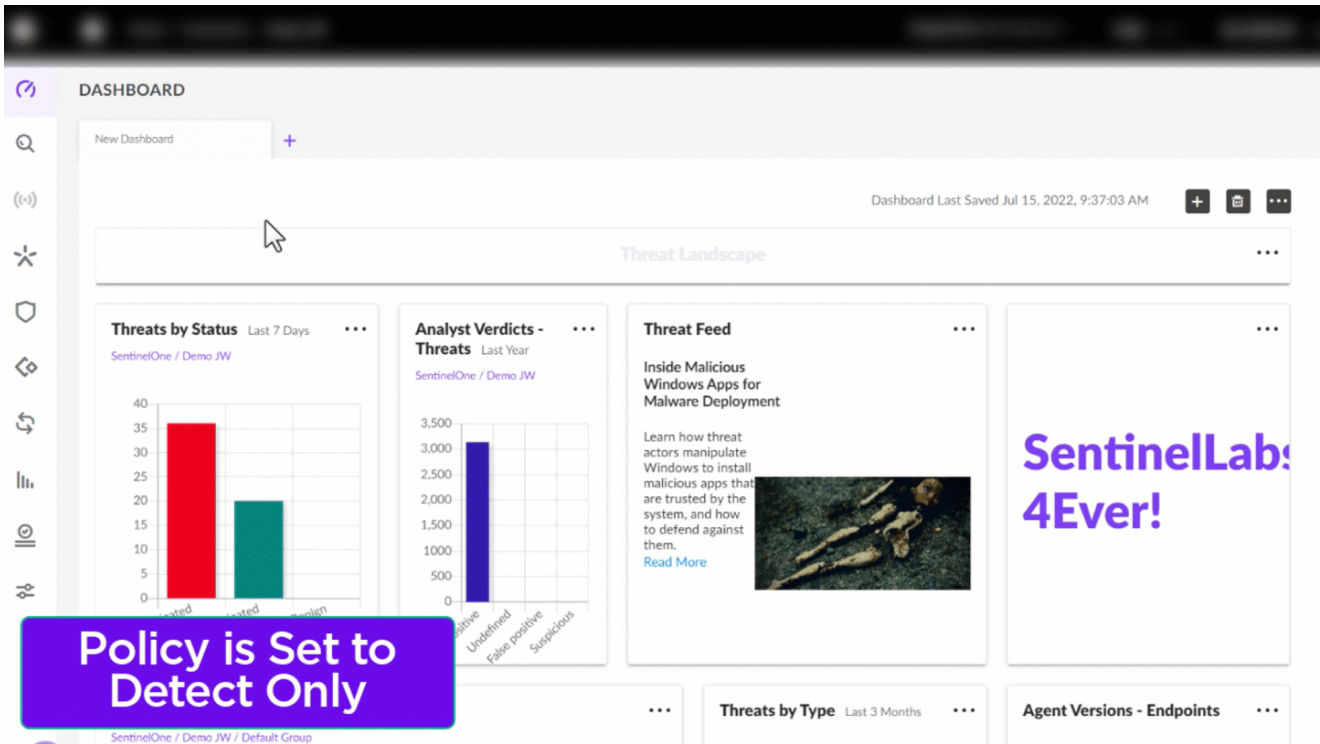 DASHBOARD
New Dashboard
+
Dashboard Last Saved Jul 15, 2022, 9:37:03 AM
Threat Landscape
Threats by Status Last 7 Days
SentinelOne / Demo JW
40
35
30
25
20
15
10
5
0
Analyst Verdicts -
Threats Last Year
SentinelOne / Demo JW
3,500
3,000
2,500
2,000
1,500
1000
500
0
Undefined
False positive
Suspicious
Threat Feed
Inside Malicious
Windows Apps for
Malware Deployment
Learn how threat
actors manipulate
Windows to install
malicious apps that
are trusted by the
system, and how
to defend against
them.
Read More
SentinelLabs
4Ever!
Policy is Set to
Detect Only
SentinelOne / Demo JW / Default Group
Threats by Type Last 3 Months
Agent Versions - Endpoints